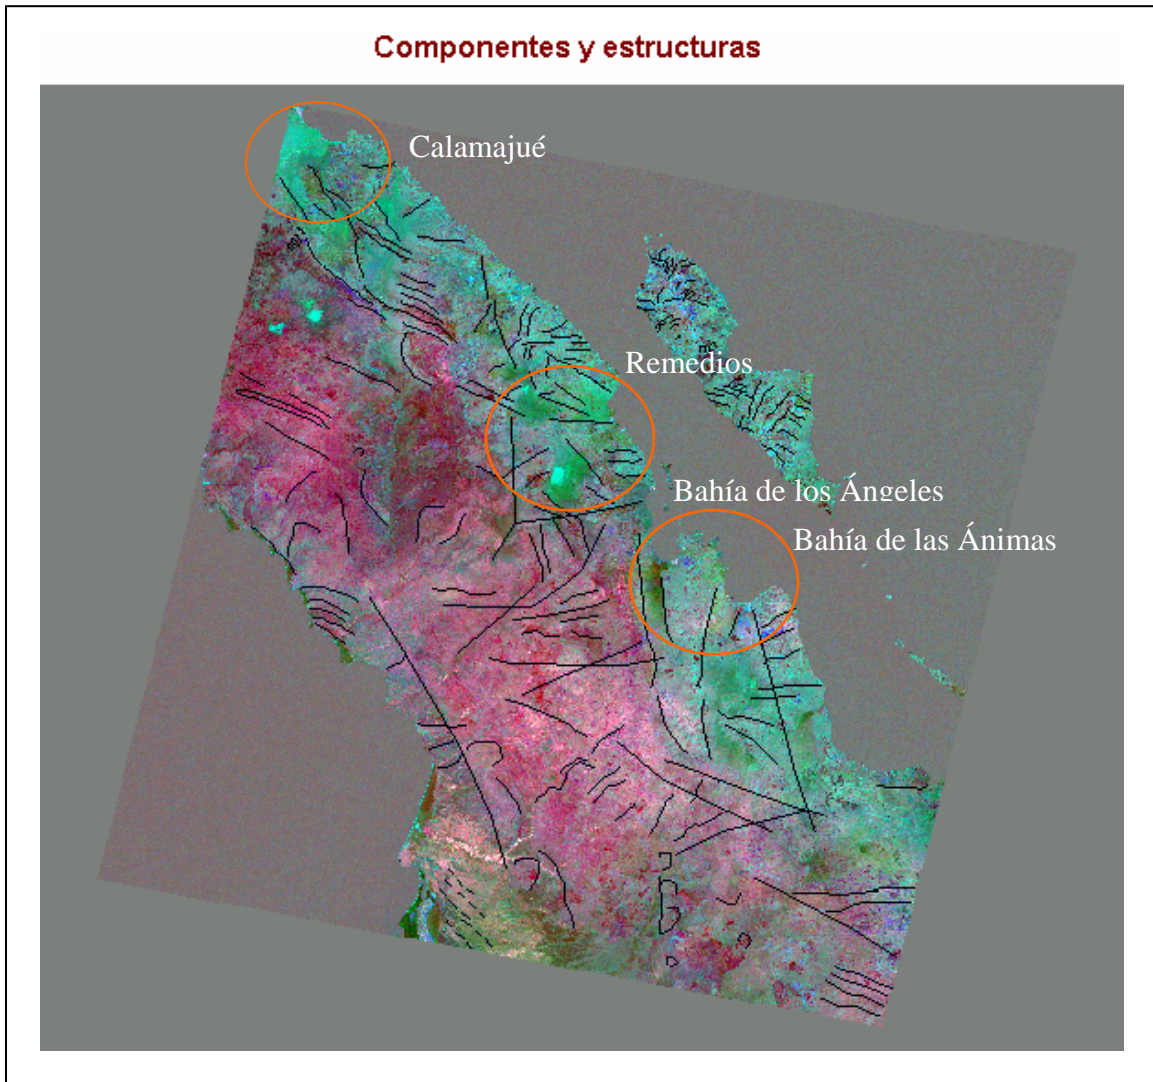 Componentes y estructuras
Calamajué
Remedios
Bahía de los Ángeles
Bahía de las Ánimas